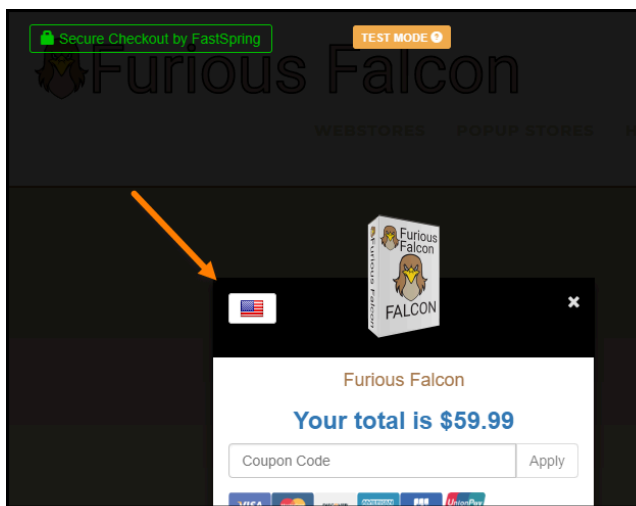 Secure Checkout by FastSpring
TEST MODE ?
Furious Falcon
WEBSTORES POPUP STORES
Furious
Falcon
Furious Falcon
FALCON
×
Furious Falcon
Your total is $59.99
Coupon Code
Apply
VISA
AMERICAN
UnionPay